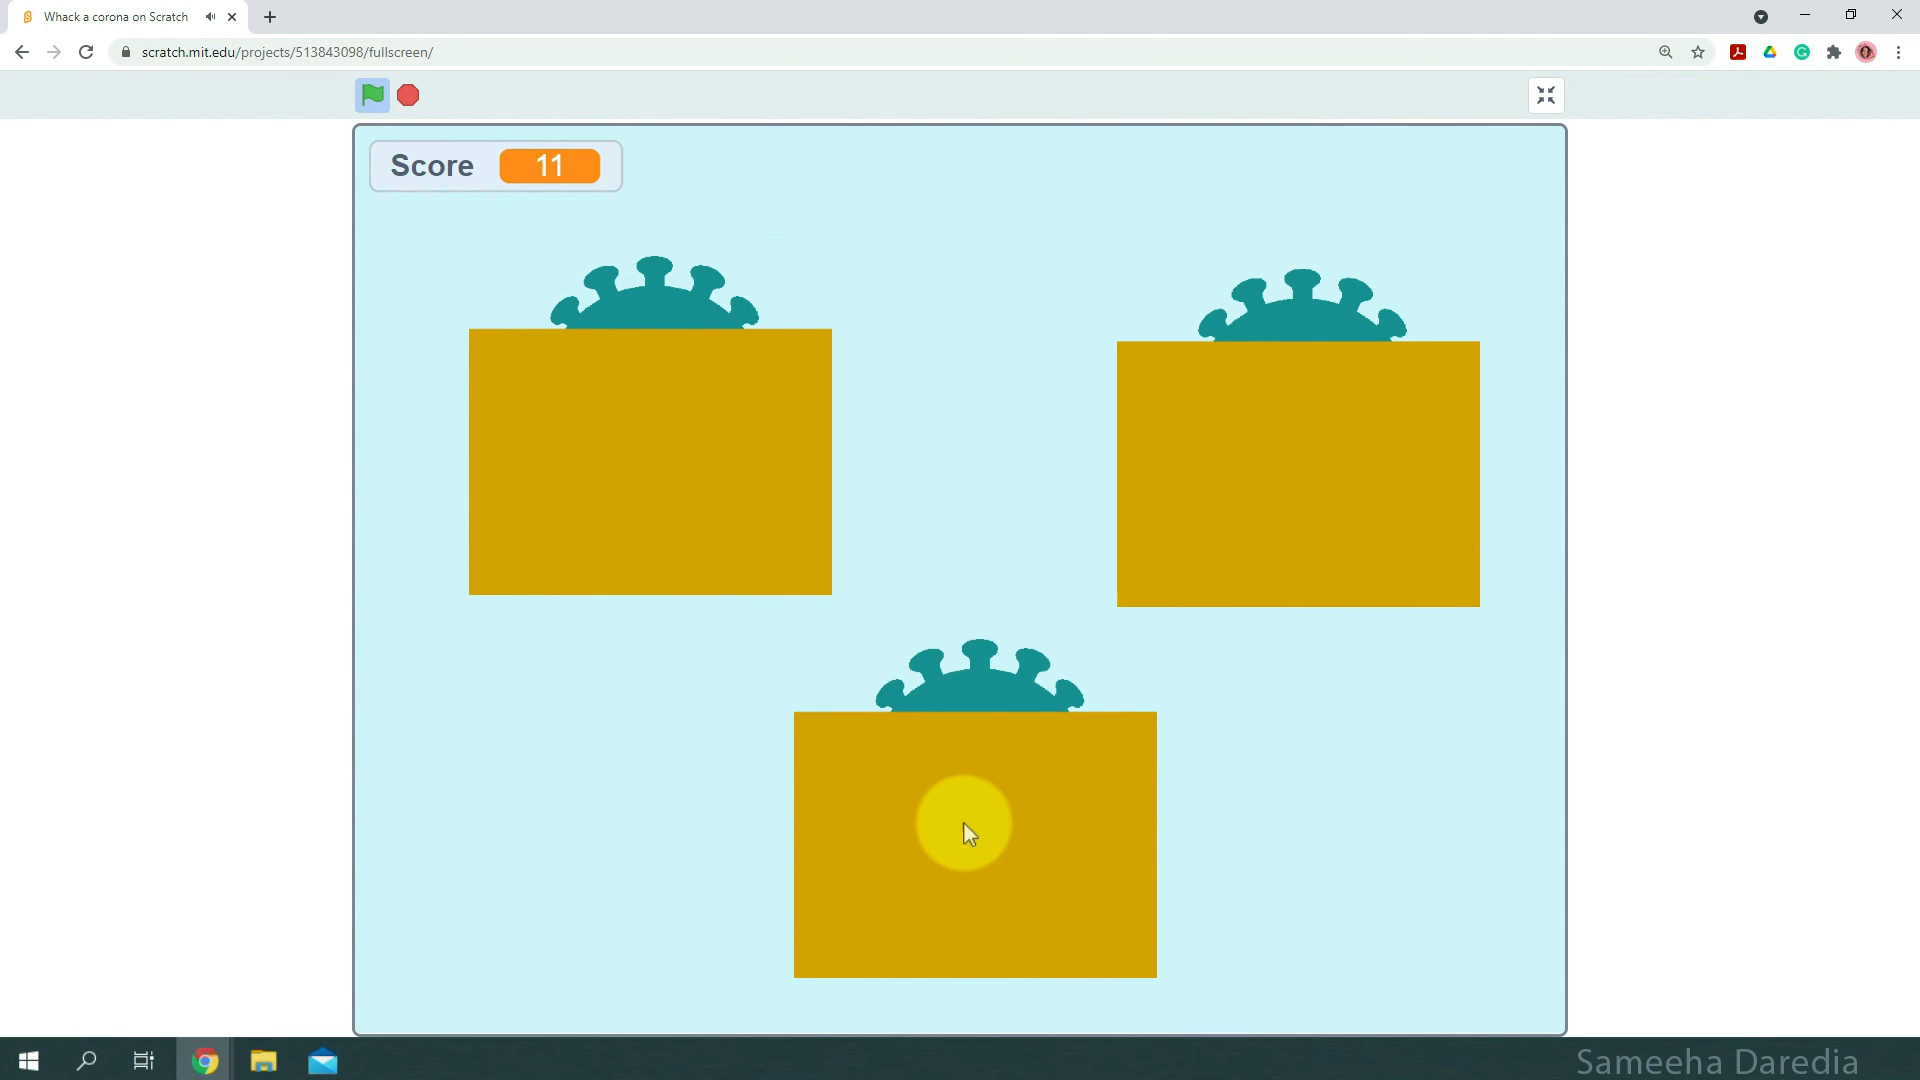 Whack a corona on Scratch
scratch.mit.edu/projects/513843098/fullscreen/
Score 11
Sameeha Daredia